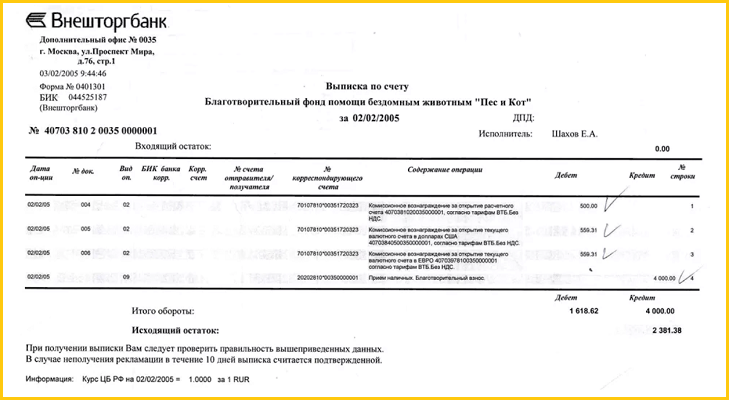 Внешторгбанк
Дополнительный офис № 0035
г. Москва, ул.Проспект Мира,
д.76, стр.1
03/02/2005 9:44:46
Форма № 0401301
БИК 044525187
(Внешторгбанк)
Выписка по счету
Благотворительный фонд помощи бездомным животным "Пес и Кот"
за 02/02/2005 ДПД:
№ 40703 810 2 0035 0000001 Исполнитель: Шахов Е.А.
Входящий остаток: 0.00
Дата оп-ции № док. Вид оп. БИК банка корр. Корр. счет № счета отправителя/получателя № корреспондирующего счета Содержание операции Дебет Кредит № строки
02/02/05 004 02 70107810*00351720323 Комиссионное вознаграждение за открытие расчетного 500.00 1
счета 4070381020035000001, согласно тарифам ВТБ.Без
НДС.
02/02/05 005 02 70107810*00351720323 Комиссионное вознаграждение за открытие текущего 559.31 2
валютного счета в долларах США
40703840500350000001, согласно тарифам ВТБ.Без НДС.
02/02/05 006 02 70107810*00351720323 Комиссионное вознаграждение за открытие текущего 559.31 3
валютного счета в ЕВРО 40703978100350000001
согласно тарифам ВТБ.Без НДС.
02/02/05 09 20202810*00350000001 Прием наличных. Благотворительный взнос. 4 000.00 4
Дебет Кредит
Итого обороты: 1 618.62 4 000.00
Исходящий остаток: 2 381.38
При получении выписки Вам следует проверить правильность вышеприведенных данных.
В случае неполучения рекламации в течение 10 дней выписка считается подтвержденной.
Информация: Курс ЦБ РФ на 02/02/2005 = 1.0000 за 1 RUR